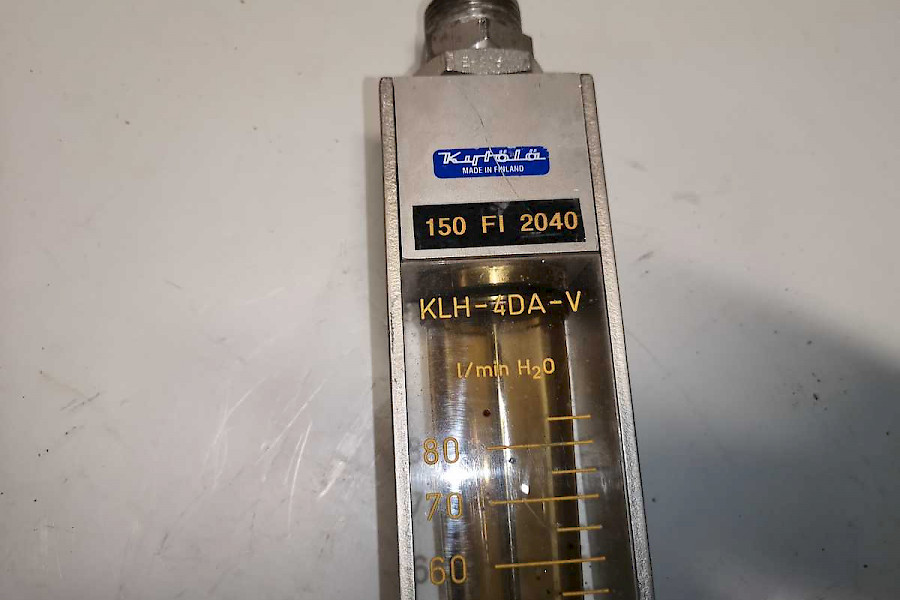 Kytölä
MADE IN FINLAND
150 FI 2040
KLH-4DA-V
l/min H₂O
80
70
60